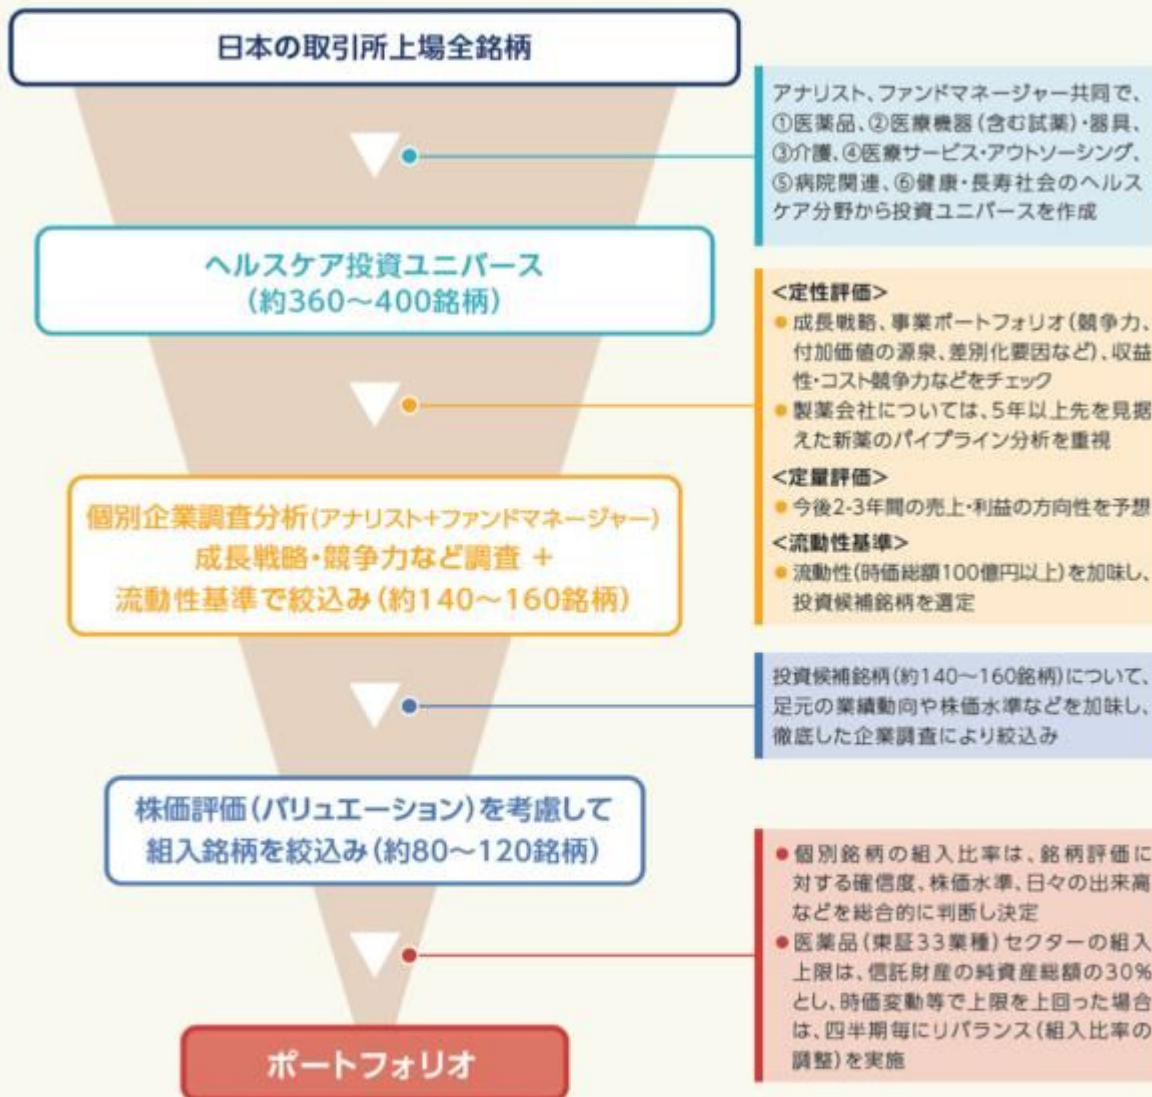 日本の取引所上場全銘柄
アナリスト、ファンドマネージャー共同で、
①医薬品、②医療機器(含む試薬)・器具、
③介護、④医療サービス・アウトソーシング、
⑤病院関連、⑥健康・長寿社会のヘルス
ケア分野から投資ユニバースを作成
ヘルスケア投資ユニバース
(約360〜400銘柄)
<定性評価>
●成長戦略、事業ポートフォリオ(競争力、
付加価値の源泉、差別化要因など)、収益
性・コスト競争力などをチェック
●製薬会社については、5年以上先を見据
えた新薬のパイプライン分析を重視
<定量評価>
●今後2-3年間の売上・利益の方向性を予想
<流動性基準>
●流動性(時価総額100億円以上)を加味し、
投資候補銘柄を選定
個別企業調査分析(アナリスト+ファンドマネージャー)
成長戦略・競争力など調査 +
流動性基準で絞込み(約140〜160銘柄)
投資候補銘柄(約140〜160銘柄)について、
足元の業績動向や株価水準などを加味し、
徹底した企業調査により絞込み
株価評価(バリュエーション)を考慮して
組入銘柄を絞込み(約80〜120銘柄)
●個別銘柄の組入比率は、銘柄評価に
対する確信度、株価水準、日々の出来高
などを総合的に判断し決定
●医薬品(東証33業種)セクターの組入
上限は、信託財産の純資産総額の30%
とし、時価変動等で上限を上回った場合
は、四半期毎にリバランス(組入比率の
調整)を実施
ポートフォリオ